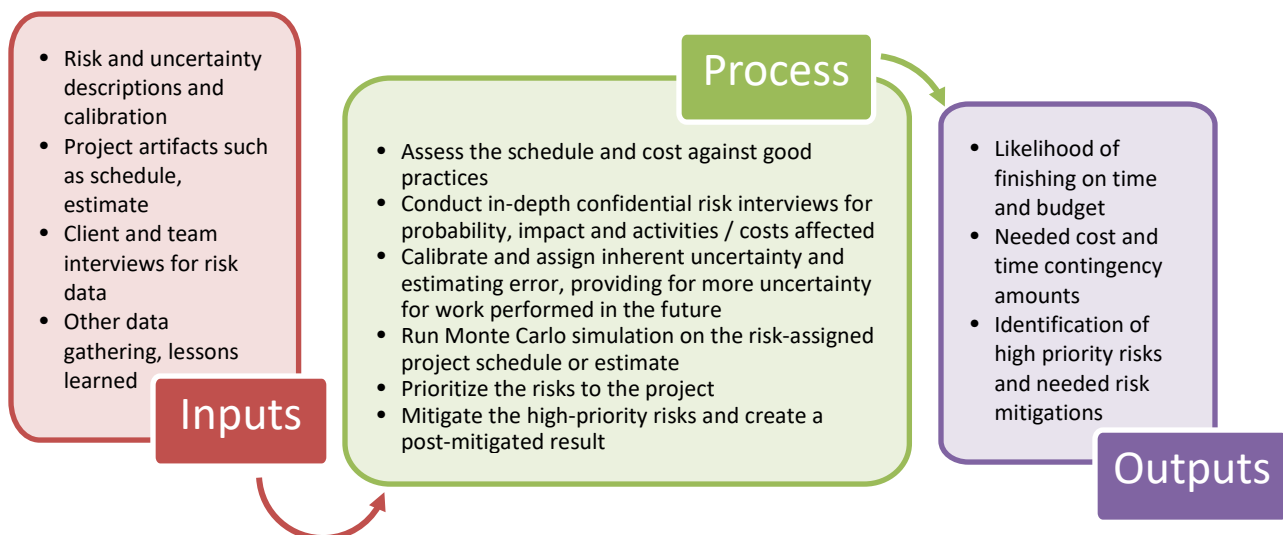 • Risk and uncertainty
descriptions and
calibration
• Project artifacts such
as schedule,
estimate
• Client and team
interviews for risk
data
• Other data
gathering, lessons
learned
Inputs
Process
• Assess the schedule and cost against good
practices
• Conduct in-depth confidential risk interviews for
probability, impact and activities / costs affected
• Calibrate and assign inherent uncertainty and
estimating error, providing for more uncertainty
for work performed in the future
• Run Monte Carlo simulation on the risk-assigned
project schedule or estimate
• Prioritize the risks to the project
• Mitigate the high-priority risks and create a
post-mitigated result
• Likelihood of
finishing on time
and budget
• Needed cost and
time contingency
amounts
• Identification of
high priority risks
and needed risk
mitigations
Outputs